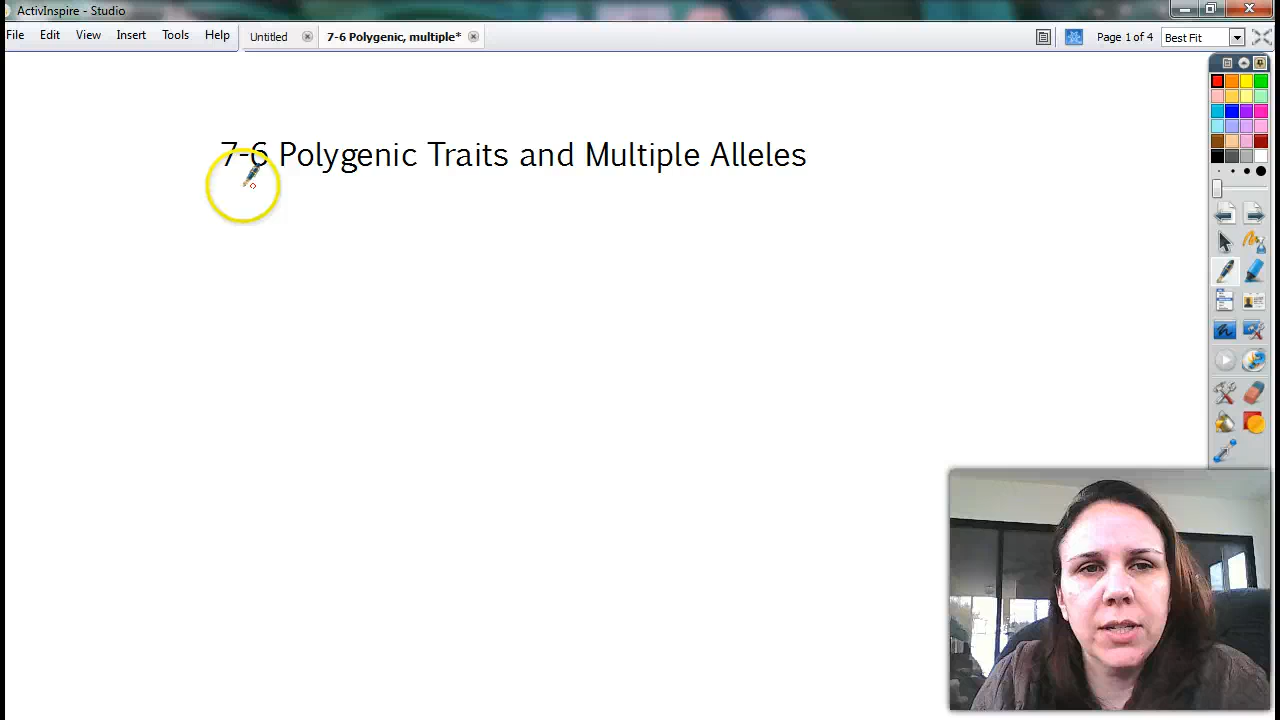 ActivInspire - Studio
File Edit View Insert Tools Help Untitled 7-6 Polygenic, multiple* Page 1 of 4 Best Fit
7-6 Polygenic Traits and Multiple Alleles